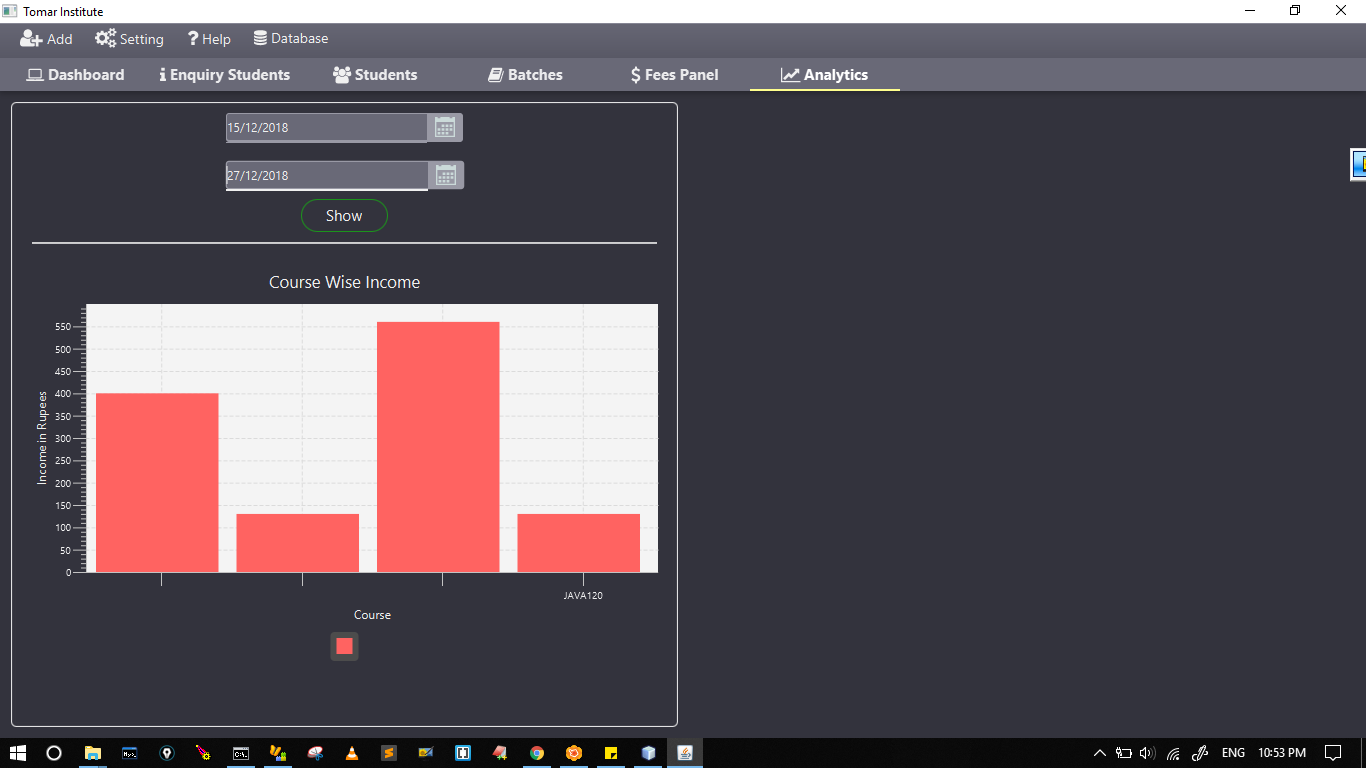 Tomar Institute
Add Setting ? Help Database
Dashboard Enquiry Students Students Batches $ Fees Panel Analytics
15/12/2018
27/12/2018
Show
Course Wise Income
Income in Rupees
550
500
450
400
350
300
250
200
150
100
50
0
JAVA120
Course
ENG 10:53 PM